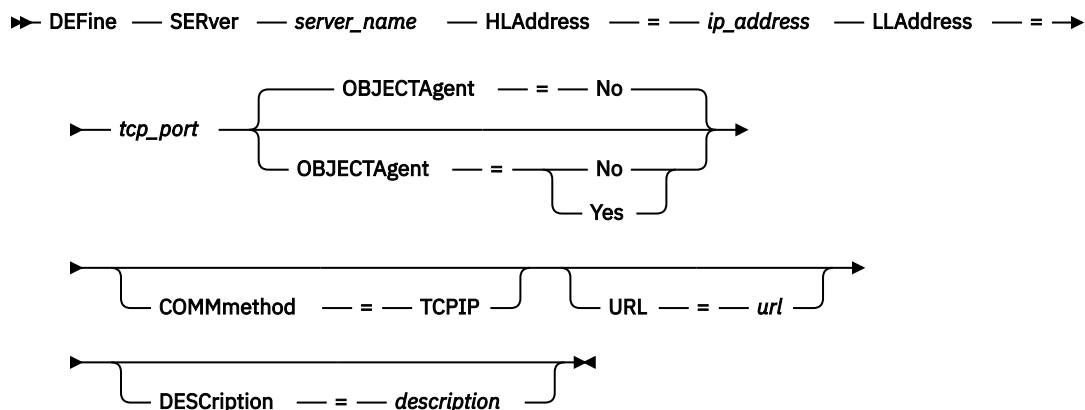 DEFine SERver server_name HLAddress = ip_address LLAddress =
OBJECTAgent = No
tcp_port
OBJECTAgent = No
Yes
COMMmethod = TCPIP URL = url
DESCription = description